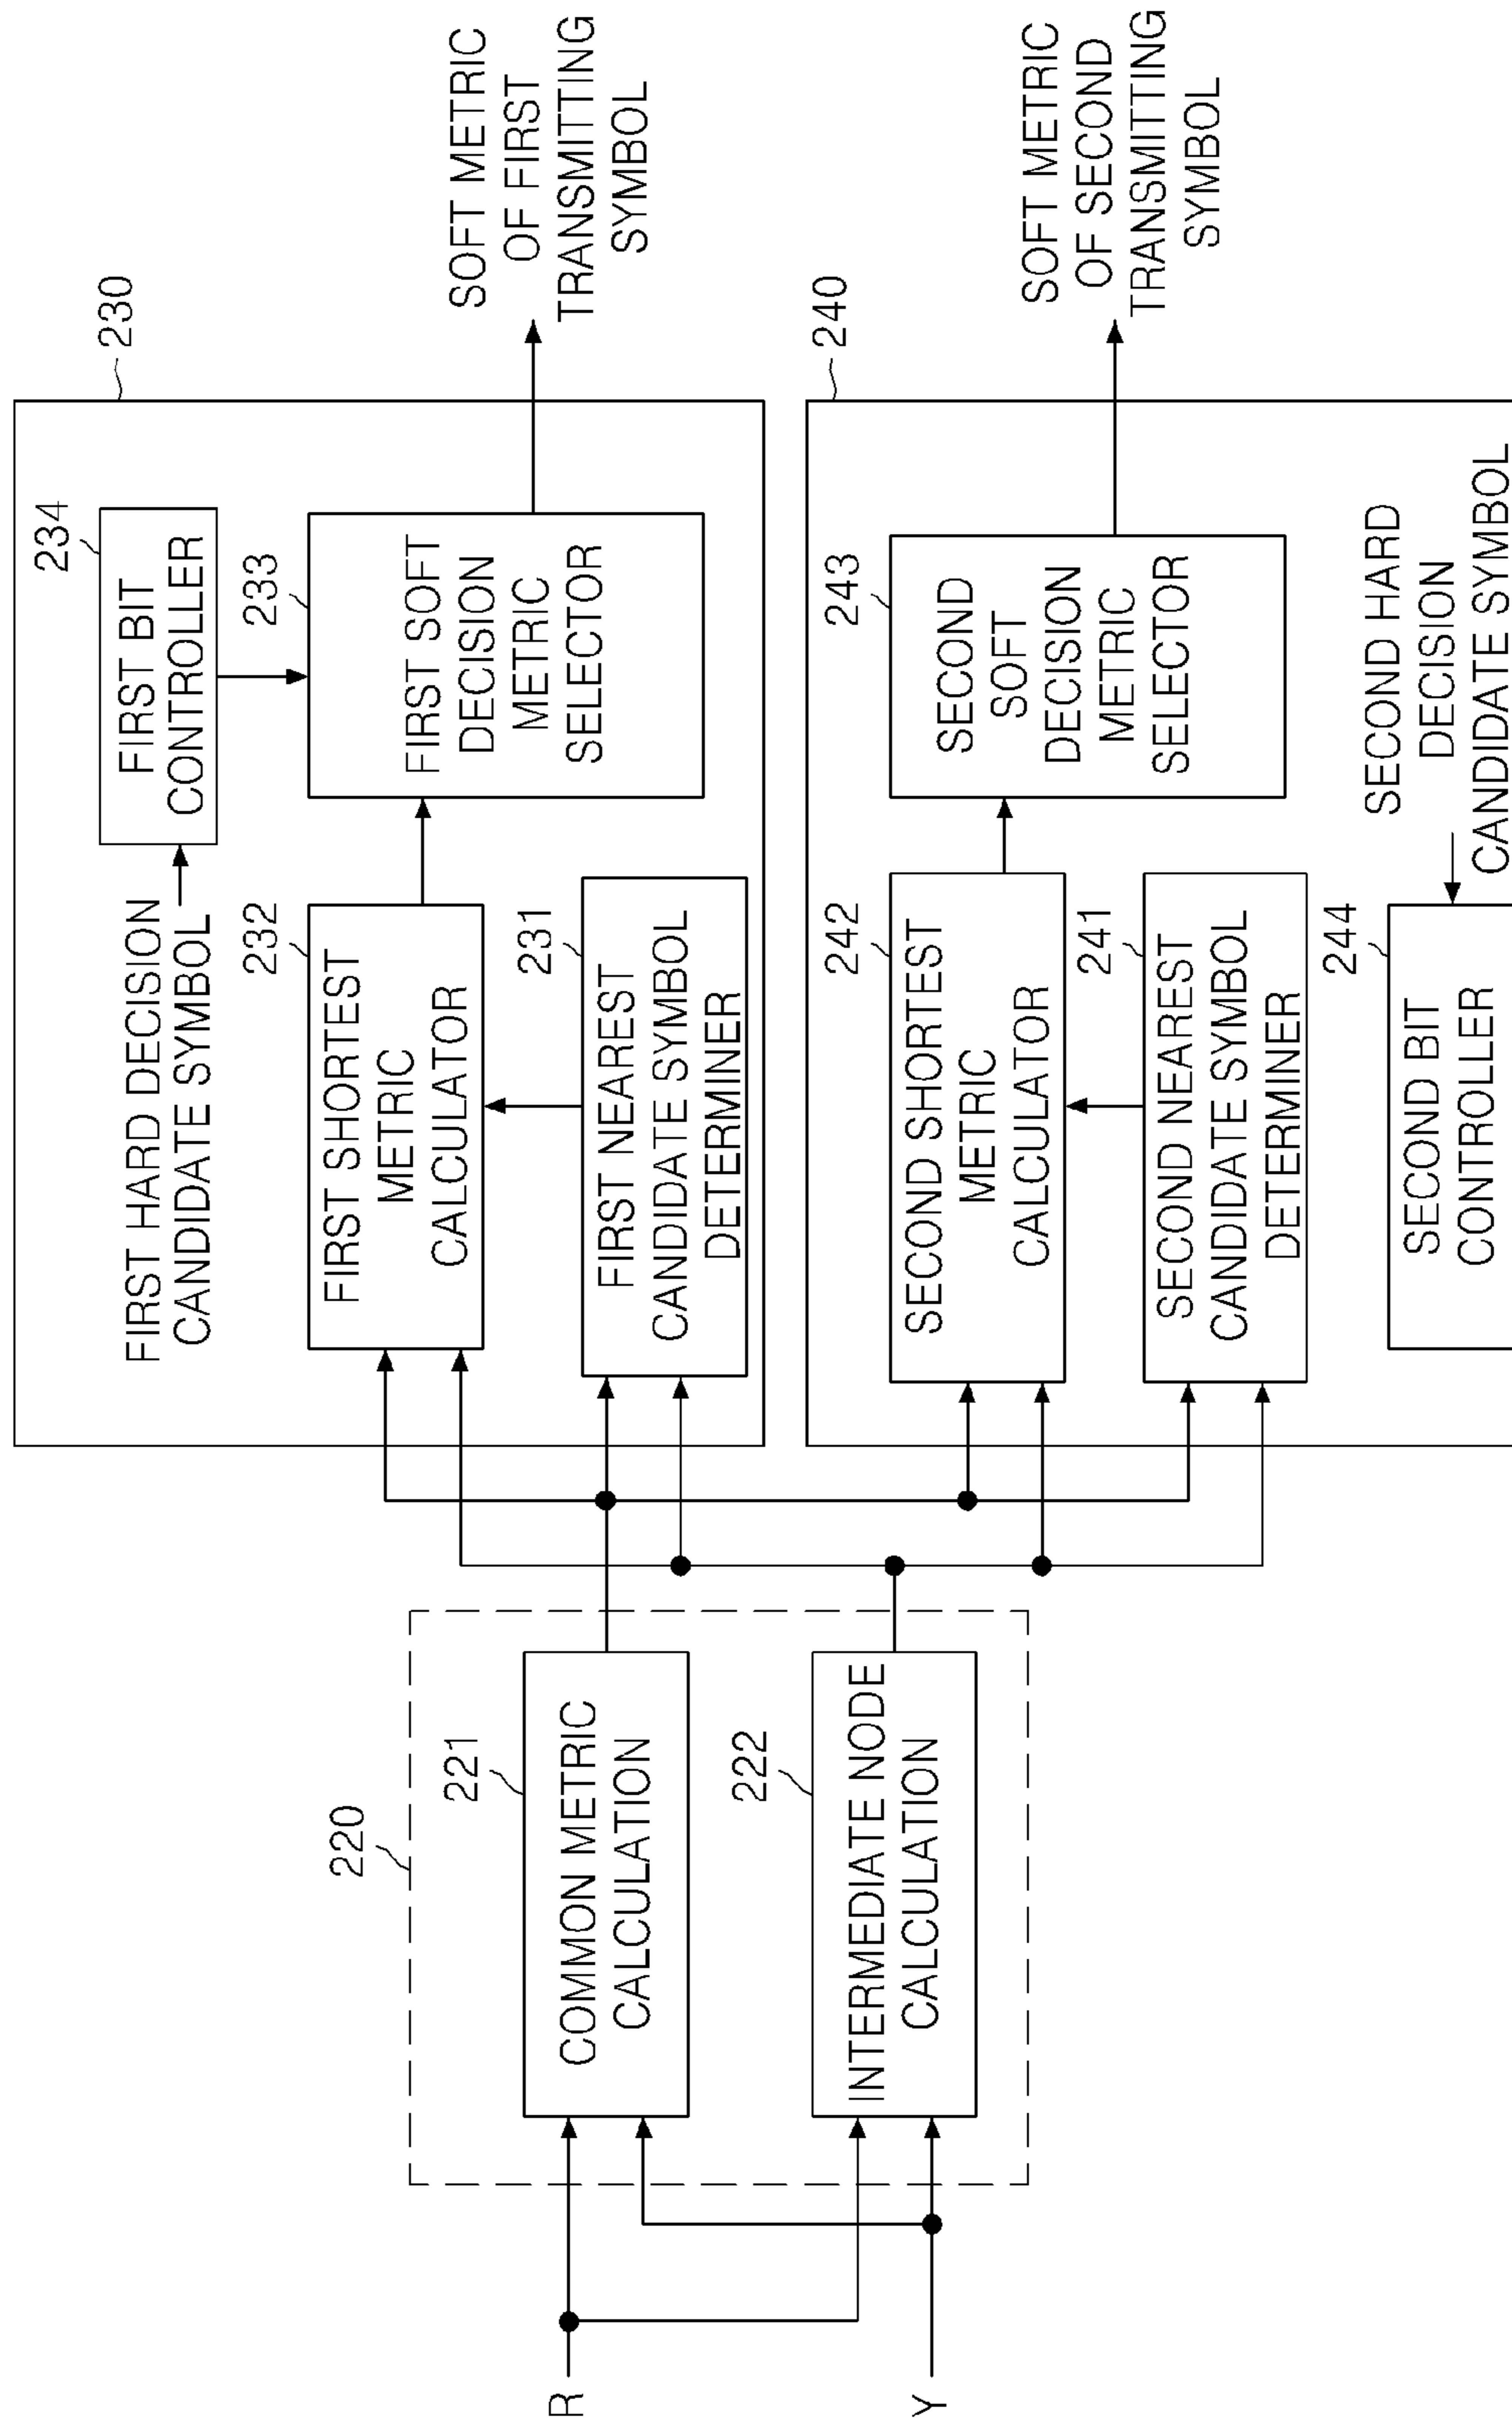 R
Y
220
221
COMMON METRIC
CALCULATION
222
INTERMEDIATE NODE
CALCULATION
230
FIRST HARD DECISION
CANDIDATE SYMBOL
234
FIRST BIT
CONTROLLER
232
FIRST SHORTEST
METRIC
CALCULATOR
233
FIRST SOFT
DECISION
METRIC
SELECTOR
231
FIRST NEAREST
CANDIDATE SYMBOL
DETERMINER
SOFT METRIC
OF FIRST
TRANSMITTING
SYMBOL
240
242
SECOND SHORTEST
METRIC
CALCULATOR
243
SECOND
SOFT
DECISION
METRIC
SELECTOR
241
SECOND NEAREST
CANDIDATE SYMBOL
DETERMINER
244
SECOND BIT
CONTROLLER
SECOND HARD
DECISION
CANDIDATE SYMBOL
SOFT METRIC
OF SECOND
TRANSMITTING
SYMBOL